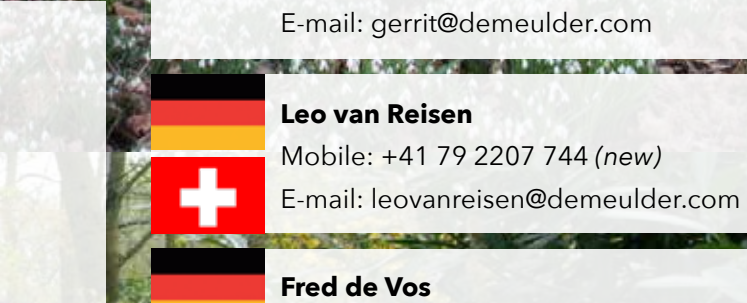 E-mail: gerrit@demeulder.com
Leo van Reisen
Mobile: +41 79 2207 744 (new)
E-mail: leovanreisen@demeulder.com
Fred de Vos